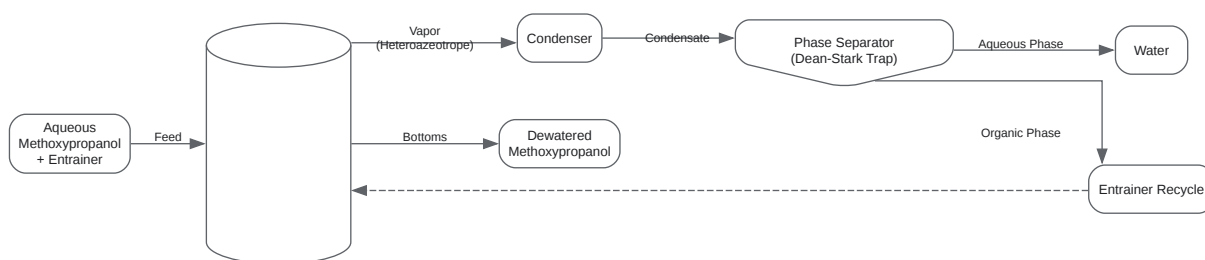 Aqueous
Methoxypropanol
+ Entrainer
Feed
Vapor
(Heteroazeotrope)
Condenser
Condensate
Phase Separator
(Dean-Stark Trap)
Aqueous Phase
Water
Bottoms
Dewatered
Methoxypropanol
Organic Phase
Entrainer Recycle